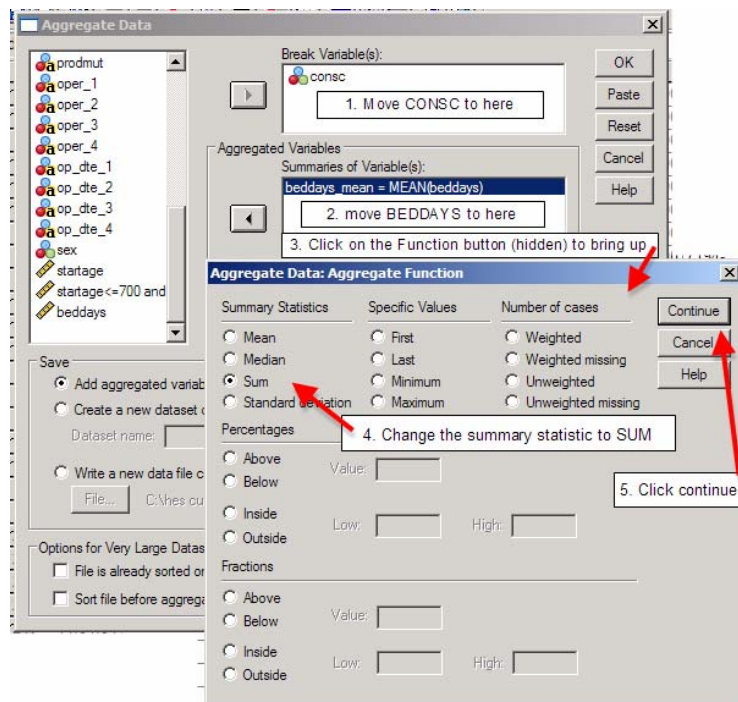 Aggregate Data
prodmut
oper_1
oper_2
oper_3
oper_4
op_dte_1
op_dte_2
op_dte_3
op_dte_4
sex
startage
startage<=700 and
beddays
Break Variable(s):
consc
1. Move CONSC to here
Aggregated Variables
Summaries of Variable(s):
beddays_mean = MEAN(beddays)
2. move BEDDAYS to here
3. Click on the Function button (hidden) to bring up
OK
Paste
Reset
Cancel
Help
Save
Add aggregated variab
Create a new dataset c
Dataset name:
Write a new data file c
File...
C:\hes cu
Options for Very Large Datas
File is already sorted on
Sort file before aggrega
Aggregate Data: Aggregate Function
Summary Statistics
Mean
Median
Sum
Standard deviation
Specific Values
First
Last
Minimum
Maximum
Number of cases
Weighted
Weighted missing
Unweighted
Unweighted missing
Continue
Cancel
Help
4. Change the summary statistic to SUM
5. Click continue
Percentages
Above
Below
Value:
Inside
Outside
Low:
High:
Fractions
Above
Below
Value:
Inside
Outside
Low:
High: